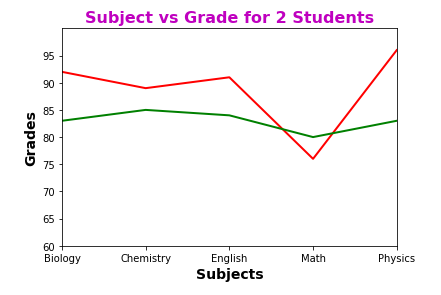 Subject vs Grade for 2 Students
95
90
85
80
75
70
65
60
Grades
Biology Chemistry English Math Physics
Subjects